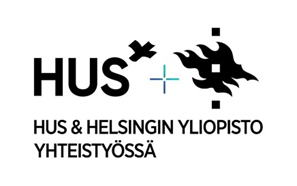 HUS
HUS & HELSINGIN YLIOPISTO
YHTEISTYÖSSÄ